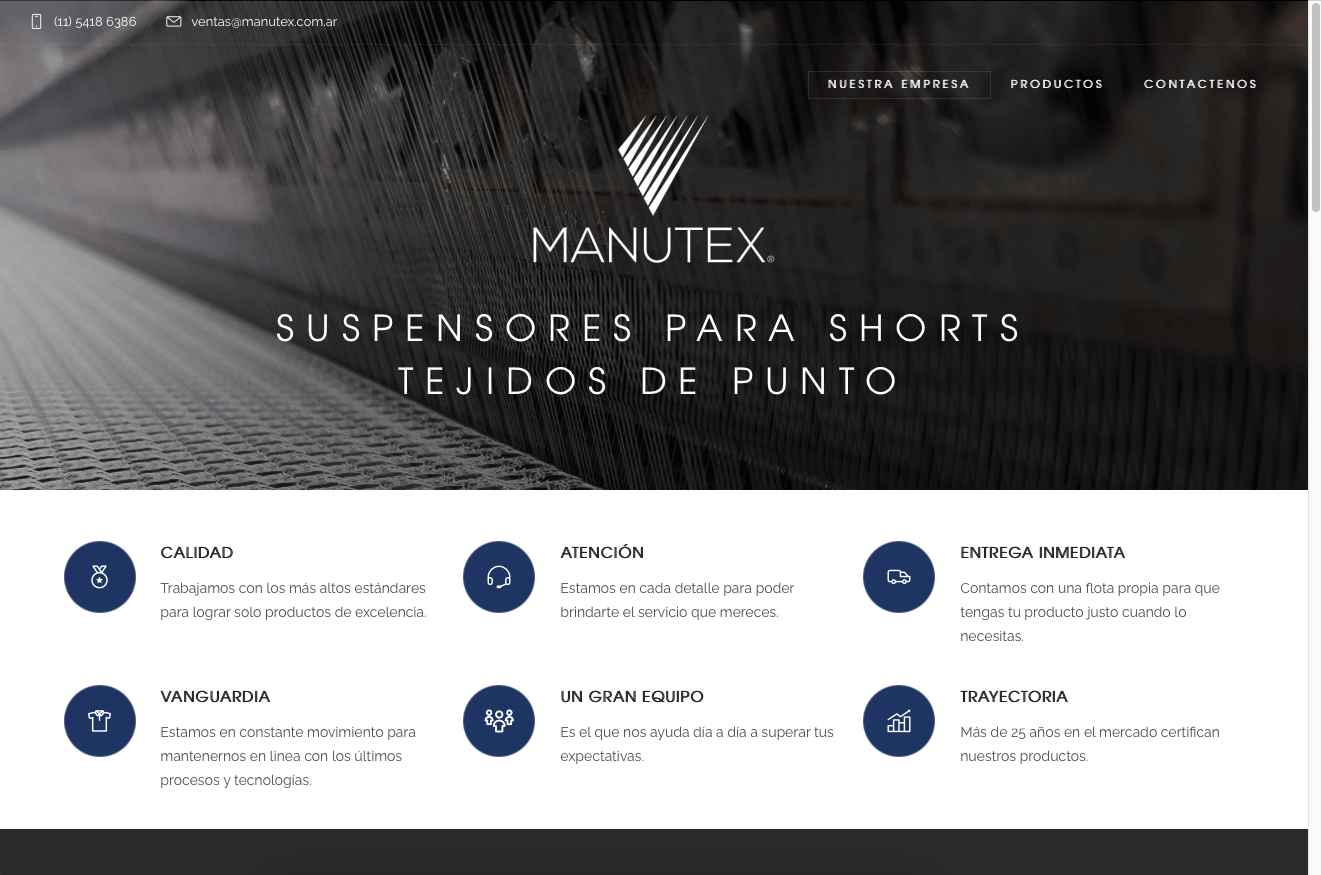 (11) 5418 6386
ventas@manutex.com.ar
NUESTRA EMPRESA
PRODUCTOS
CONTACTENOS
MANUTEX®
SUSPENSORES PARA SHORTS
TEJIDOS DE PUNTO
CALIDAD
Trabajamos con los más altos estándares
para lograr solo productos de excelencia.
ATENCIÓN
Estamos en cada detalle para poder
brindarte el servicio que mereces.
ENTREGA INMEDIATA
Contamos con una flota propia para que
tengas tu producto justo cuando lo
necesitas.
VANGUARDIA
Estamos en constante movimiento para
mantenernos en linea con los últimos
procesos y tecnologías.
UN GRAN EQUIPO
Es el que nos ayuda día a día a superar tus
expectativas.
TRAYECTORIA
Más de 25 años en el mercado certifican
nuestros productos.